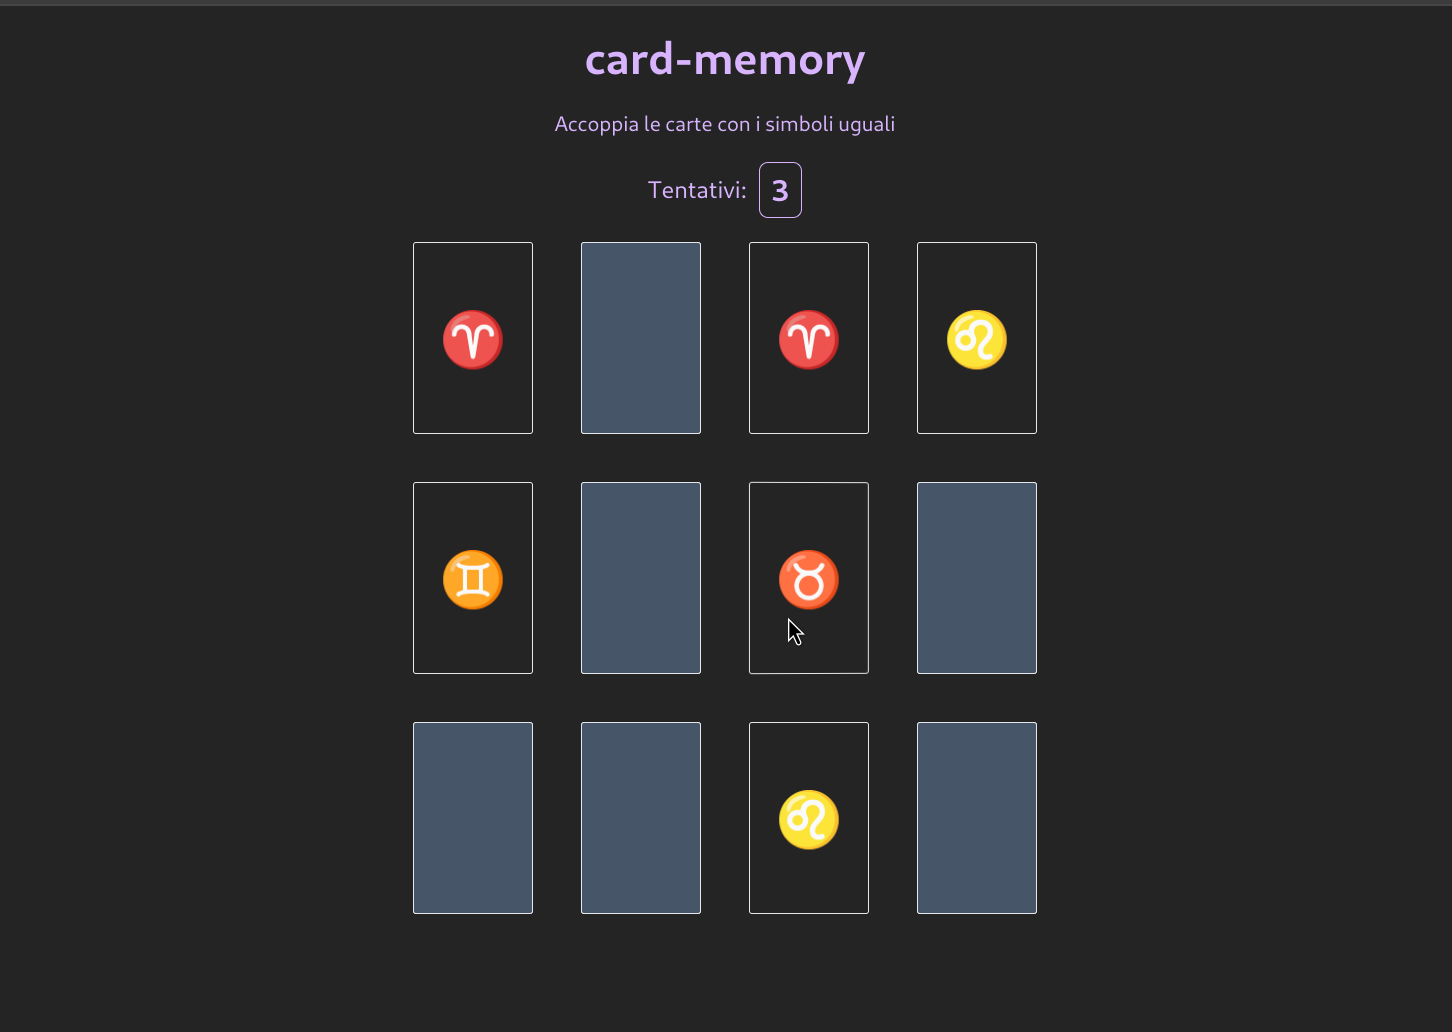 card-memory
Accoppia le carte con i simboli uguali
Tentativi: 3
♈ ♈ ♌
♊ ♉
♌